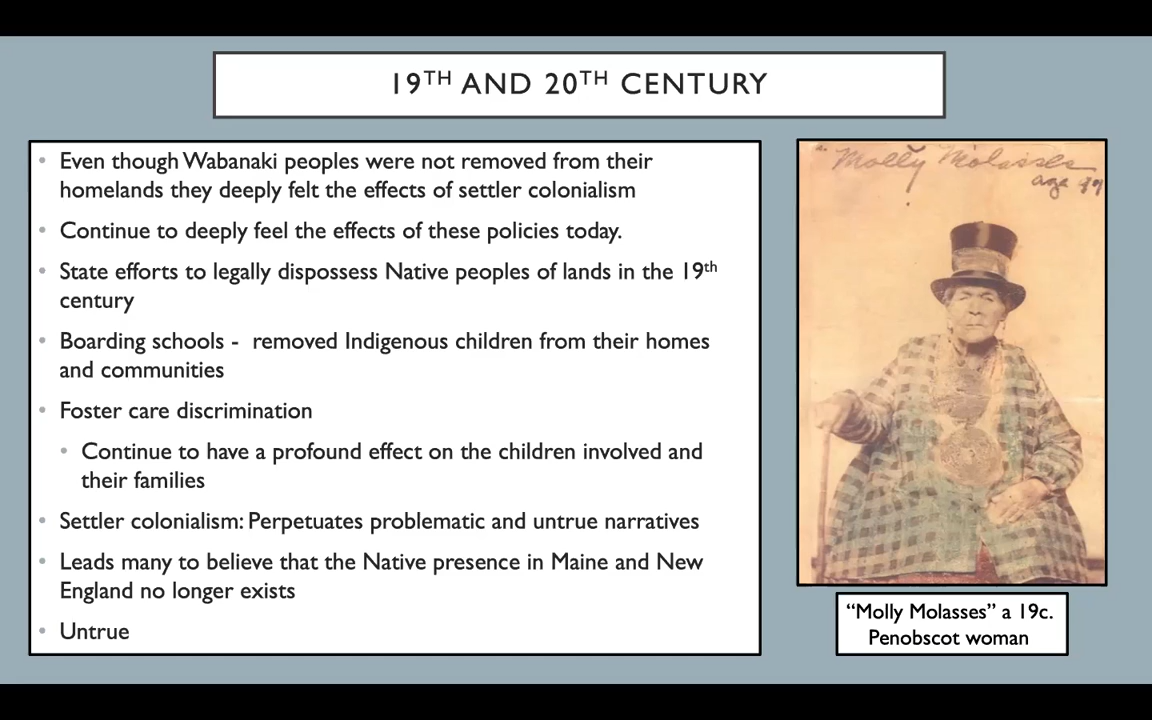 19TH AND 20TH CENTURY
• Even though Wabanaki peoples were not removed from their
homelands they deeply felt the effects of settler colonialism
• Continue to deeply feel the effects of these policies today.
• State efforts to legally dispossess Native peoples of lands in the 19th
century
• Boarding schools - removed Indigenous children from their homes
and communities
• Foster care discrimination
• Continue to have a profound effect on the children involved and
their families
• Settler colonialism: Perpetuates problematic and untrue narratives
• Leads many to believe that the Native presence in Maine and New
England no longer exists
• Untrue
Molly Molasses
age
“Molly Molasses” a 19c.
Penobscot woman